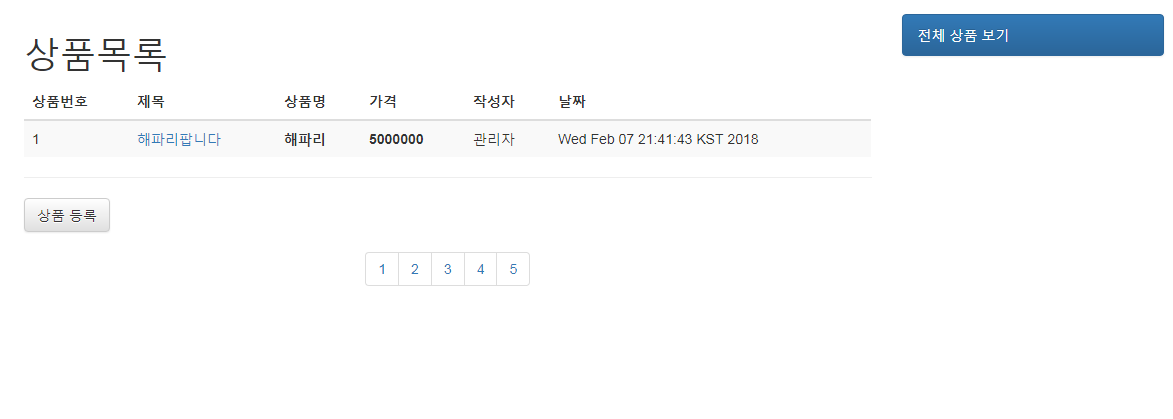 상품목록
전체 상품 보기
상품번호 제목 상품명 가격 작성자 날짜
1 해파리팝니다 해파리 5000000 관리자 Wed Feb 07 21:41:43 KST 2018
상품 등록
1 2 3 4 5